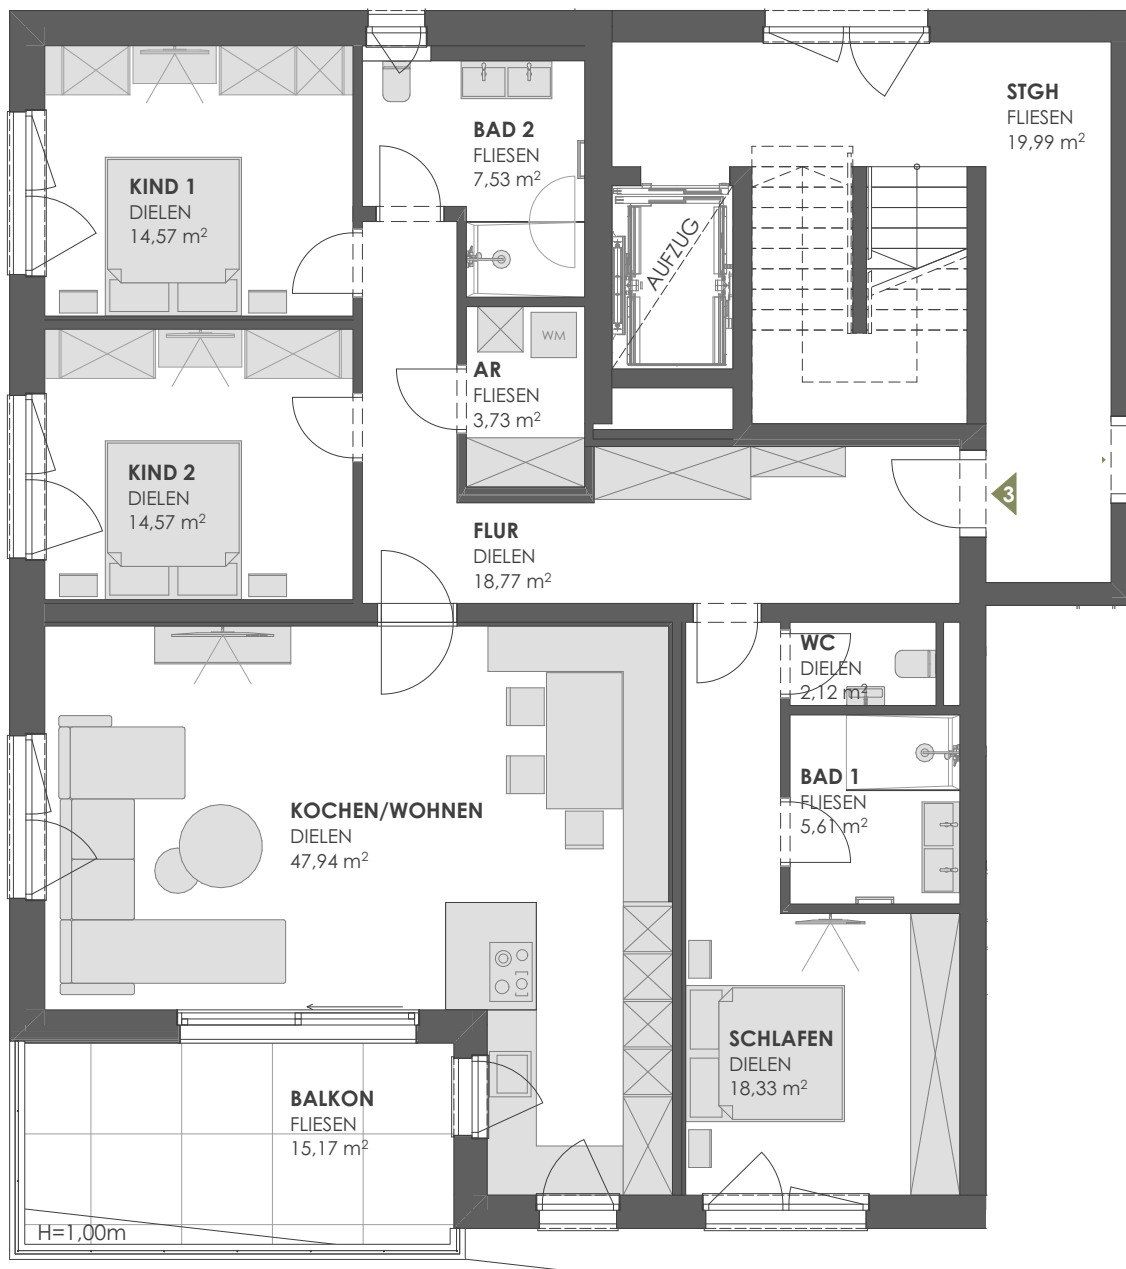 STGH
FLIESEN
19,99 m²
BAD 2
FLIESEN
7,53 m²
KIND 1
DIELEN
14,57 m²
AUFZUG
WM
AR
FLIESEN
3,73 m²
KIND 2
DIELEN
14,57 m²
3
FLUR
DIELEN
18,77 m²
WC
DIELEN
2,12 m²
BAD 1
FLIESEN
5,61 m²
KOCHEN/WOHNEN
DIELEN
47,94 m²
SCHLAFEN
DIELEN
18,33 m²
BALKON
FLIESEN
15,17 m²
H=1,00m